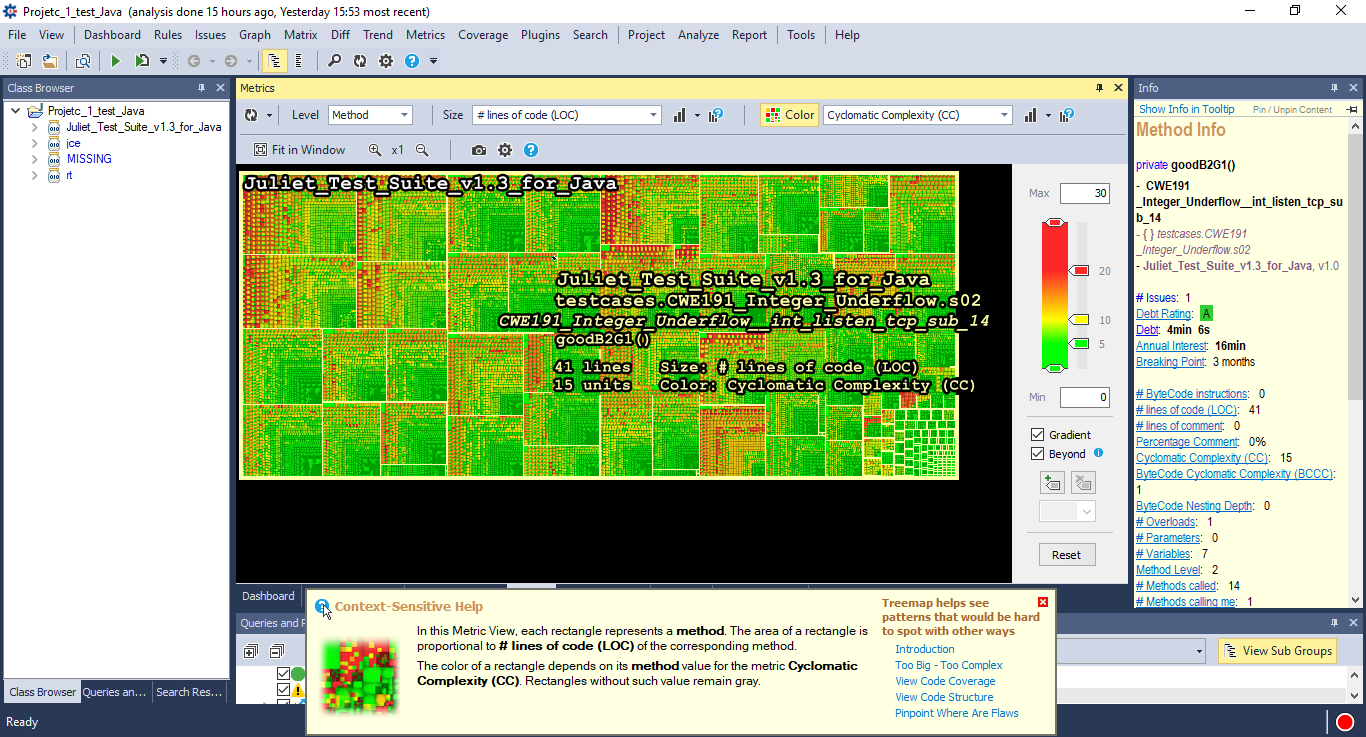 Projetc_1_test_Java  (analysis done 15 hours ago, Yesterday 15:53 most recent)
File View Dashboard Rules Issues Graph Matrix Diff Trend Metrics Coverage Plugins Search Project Analyze Report Tools Help
Class Browser
Projetc_1_test_Java
Juliet_Test_Suite_v1.3_for_Java
jce
MISSING
rt
Class Browser Queries an... Search Res...
Ready
Metrics
Level Method Size # lines of code (LOC) Color Cyclomatic Complexity (CC)
Fit in Window x1
Juliet_Test_Suite_v1.3_for_Java
Juliet_Test_Suite_v1.3_for_Java
testcases.CWE191_Integer_Underflow.s02
CWE191_Integer_Underflow__int_listen_tcp_sub_14
goodB2G1()
41 lines Size: # lines of code (LOC)
15 units Color: Cyclomatic Complexity (CC)
Max 30
20
10
5
Min 0
Gradient
Beyond
Reset
Dashboard
Queries and
View Sub Groups
Context-Sensitive Help
In this Metric View, each rectangle represents a method. The area of a rectangle is
proportional to # lines of code (LOC) of the corresponding method.
The color of a rectangle depends on its method value for the metric Cyclomatic
Complexity (CC). Rectangles without such value remain gray.
Treemap helps see
patterns that would be hard
to spot with other ways
Introduction
Too Big - Too Complex
View Code Coverage
View Code Structure
Pinpoint Where Are Flaws
Info
Show Info in Tooltip Pin / Unpin Content
Method Info
private goodB2G1()
- CWE191
_Integer_Underflow__int_listen_tcp_su
b_14
- { } testcases.CWE191
_Integer_Underflow.s02
- Juliet_Test_Suite_v1.3_for_Java, v1.0
# Issues: 1
Debt Rating: A
Debt: 4min 6s
Annual Interest: 16min
Breaking Point: 3 months
# ByteCode instructions: 0
# lines of code (LOC): 41
# lines of comment: 0
Percentage Comment: 0%
Cyclomatic Complexity (CC): 15
ByteCode Cyclomatic Complexity (BCCC):
1
ByteCode Nesting Depth: 0
# Overloads: 1
# Parameters: 0
# Variables: 7
Method Level: 2
# Methods called: 14
# Methods calling me: 1